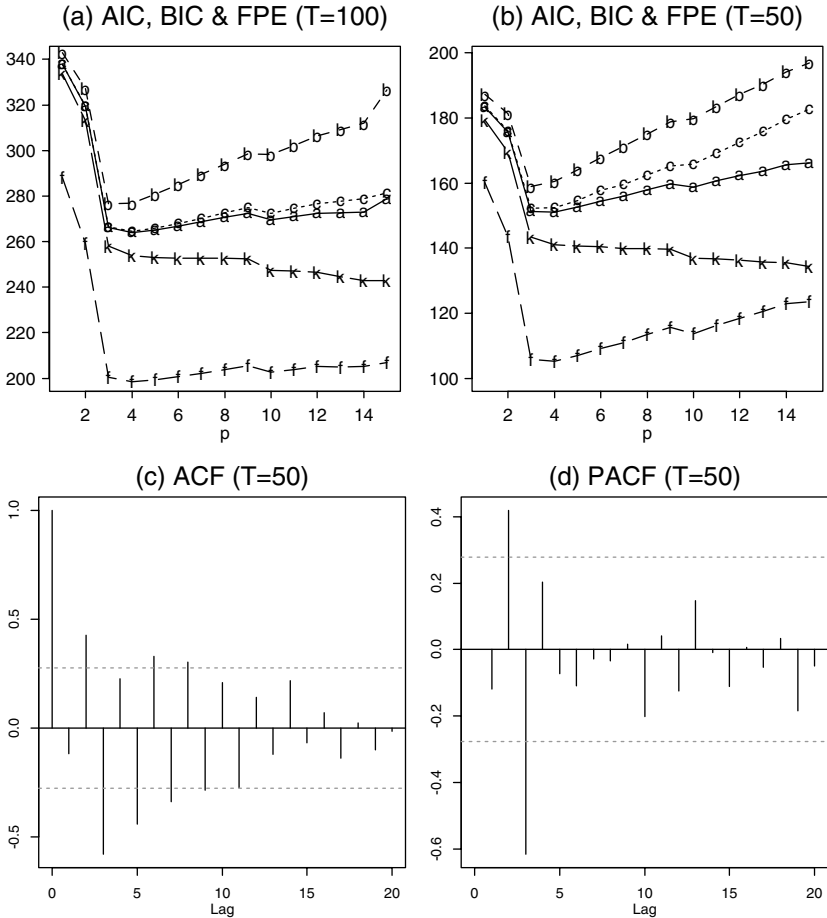 (a) AIC, BIC & FPE (T=100)
340
320
300
280
260
240
220
200
b b b b b b b b b b b b b b b
c c c c c c c c c c c c c c c
a a a a a a a a a a a a a a a
k k k k k k k k k k k k k k k
f f f f f f f f f f f f f f f
2 4 6 8 10 12 14
p
(b) AIC, BIC & FPE (T=50)
200
180
160
140
120
100
b b b b b b b b b b b b b b b
c c c c c c c c c c c c c c c
a a a a a a a a a a a a a a a
k k k k k k k k k k k k k k k
f f f f f f f f f f f f f f f
2 4 6 8 10 12 14
p
(c) ACF (T=50)
1.0
0.5
0.0
-0.5
0 5 10 15 20
Lag
(d) PACF (T=50)
0.4
0.2
0.0
-0.2
-0.4
-0.6
0 5 10 15 20
Lag